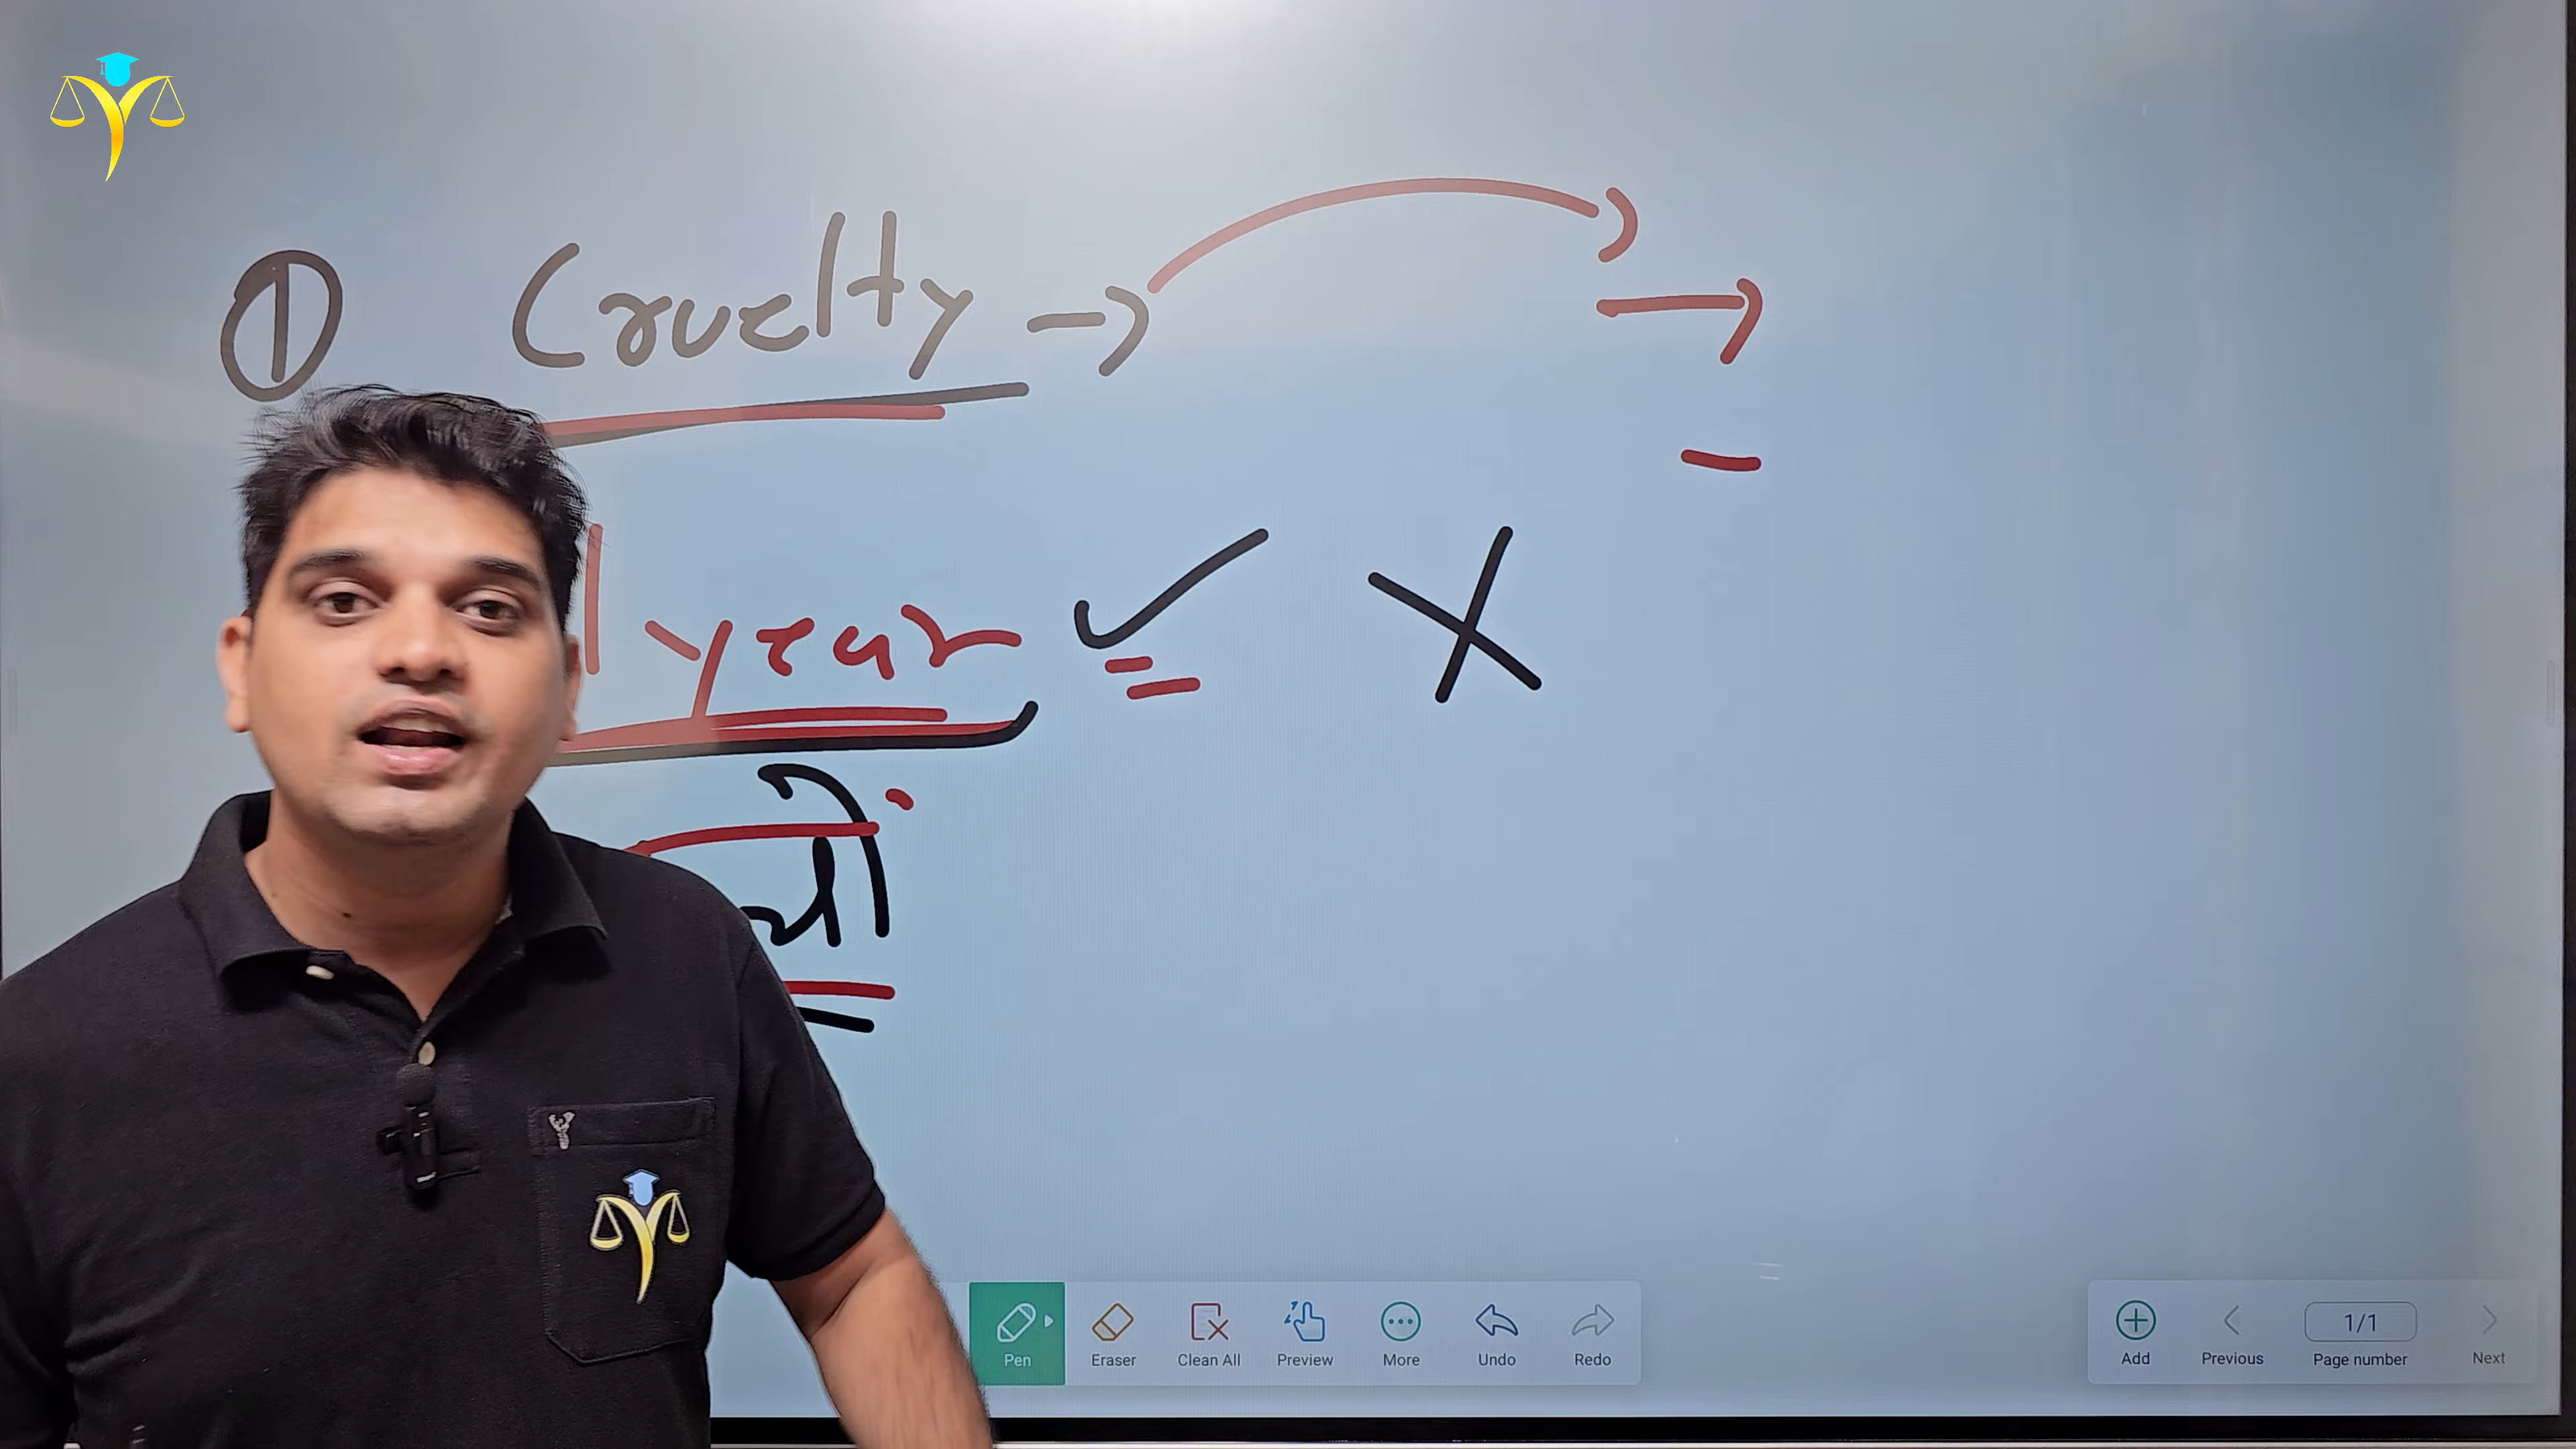 ① Cruelty →
1 year ✓ X
Pen Eraser Clean All Preview More Undo Redo
Add Previous 1/1 Page number Next